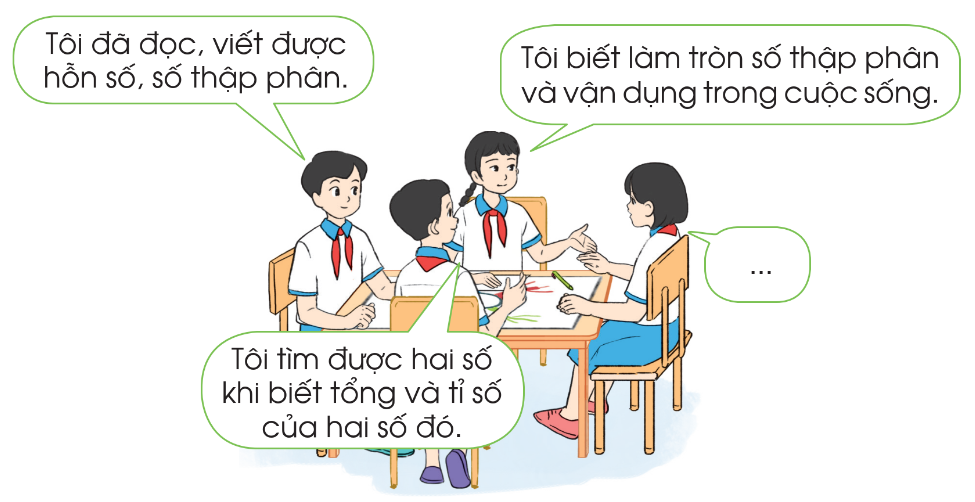 Tôi đã đọc, viết được
hỗn số, số thập phân.
Tôi biết làm tròn số thập phân
và vận dụng trong cuộc sống.
...
Tôi tìm được hai số
khi biết tổng và tỉ số
của hai số đó.